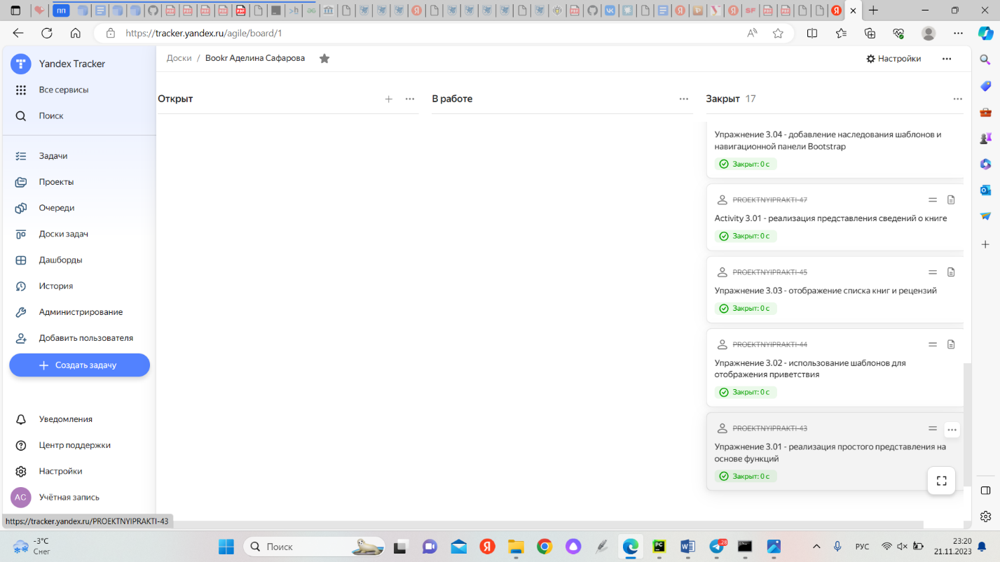 пп
https://tracker.yandex.ru/agile/board/1
Yandex Tracker
Все сервисы
Поиск
Задачи
Проекты
Очереди
Доски задач
Дашборды
История
Администрирование
Добавить пользователя
Создать задачу
Уведомления
Центр поддержки
Настройки
АС Учётная запись
https://tracker.yandex.ru/PROEKTNYIPRAKTI-43
Доски / Bookr Аделина Сафарова
Настройки
Открыт
В работе
Закрыт 17
Упражнение 3.04 - добавление наследования шаблонов и
навигационной панели Bootstrap
Закрыт: 0 с
PROEKTNYIPRAKTI-47
Activity 3.01 - реализация представления сведений о книге
Закрыт: 0 с
PROEKTNYIPRAKTI-45
Упражнение 3.03 - отображение списка книг и рецензий
Закрыт: 0 с
PROEKTNYIPRAKTI-44
Упражнение 3.02 - использование шаблонов для
отображения приветствия
Закрыт: 0 с
PROEKTNYIPRAKTI-43
Упражнение 3.01 - реализация простого представления на
основе функций
Закрыт: 0 с
-3°C
Снег
Поиск
28
РУС
23:20
21.11.2023